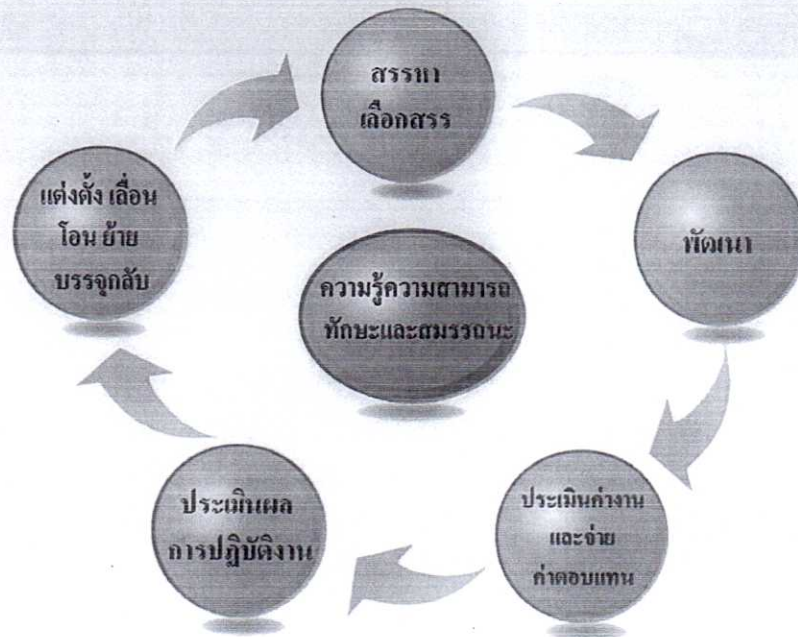 สรรหา
เลือกสรร
แต่งตั้ง เลื่อน
โอน ย้าย
บรรจุกลับ
พัฒนา
ความรู้ความสามารถ
ทักษะและสมรรถนะ
ประเมินผล
การปฏิบัติงาน
ประเมินค่างาน
และจ่าย
ค่าตอบแทน